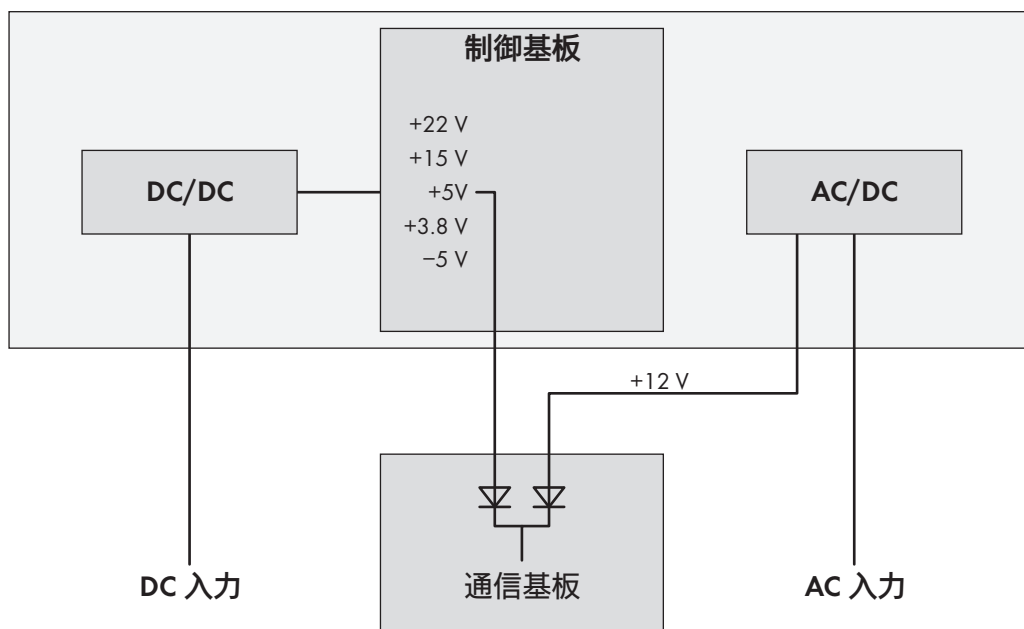 制御基板
+22 V
+15 V
DC/DC
+5V
AC/DC
+3.8 V
−5 V
+12 V
DC 入力
通信基板
AC 入力